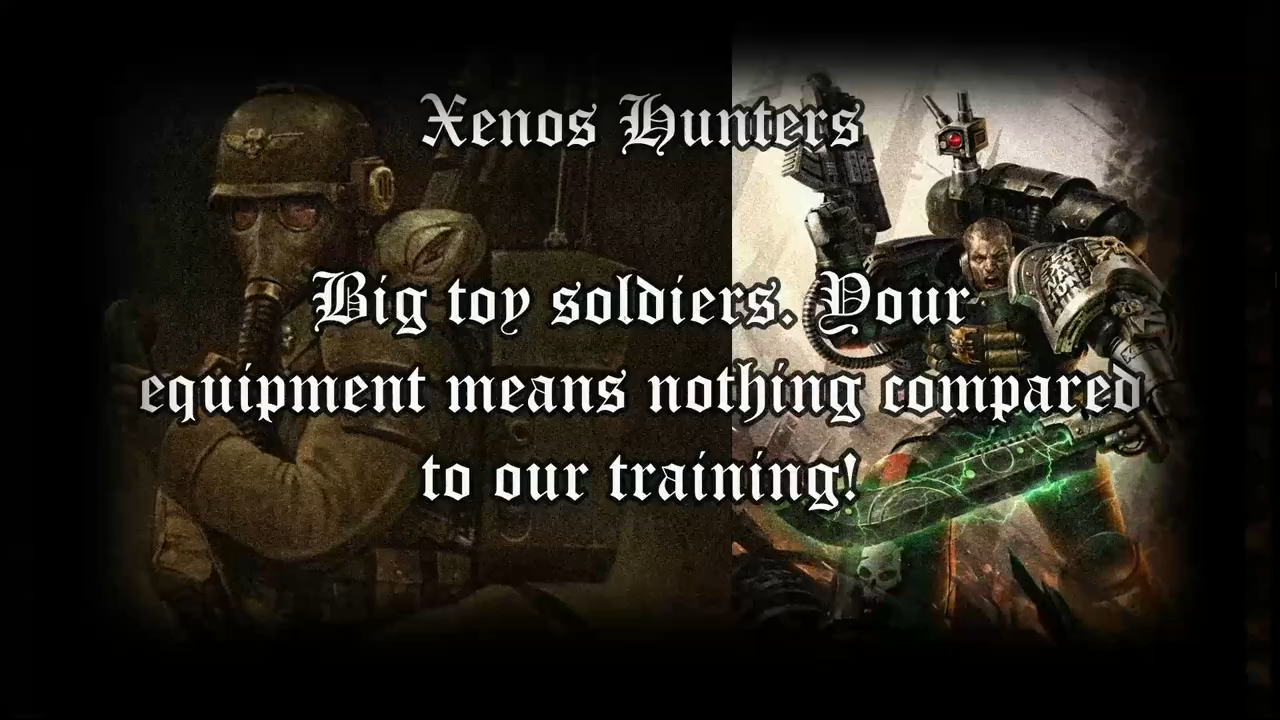 Xenos Hunters
Big toy soldiers. Your
equipment means nothing compared
to our training!